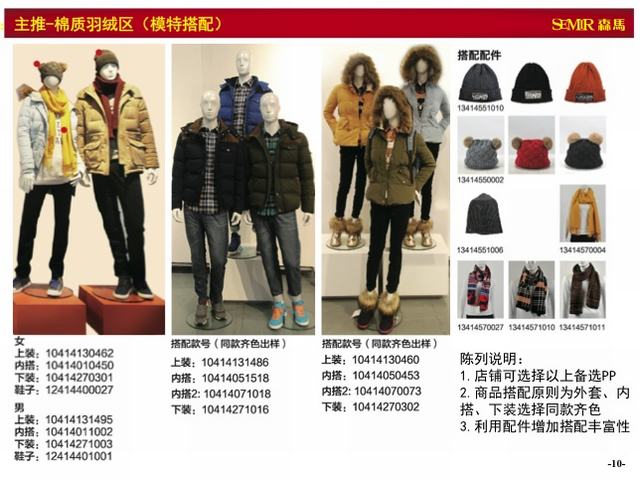 主推-棉质羽绒区（模特搭配）
SEMIR 森馬
搭配配件
13414551010
13414550002
13414551006
13414570004
13414570027
13414571010
13414571011
女
上装：10414130462
内搭：10414010450
下装：10414270301
鞋子：12414400027
男
上装：10414131495
内搭：10414011002
下装：10414271003
鞋子：12414401001
搭配款号（同款齐色出样）
上装：10414131486
内搭：10414051518
内搭2：10414071018
下装：10414271016
搭配款号（同款齐色出样）
上装：10414130460
内搭：10414050453
内搭2：10414070073
下装：10414270302
陈列说明：
1.店铺可选择以上备选PP
2.商品搭配原则为外套、内
搭、下装选择同款齐色
3.利用配件增加搭配丰富性
-10-